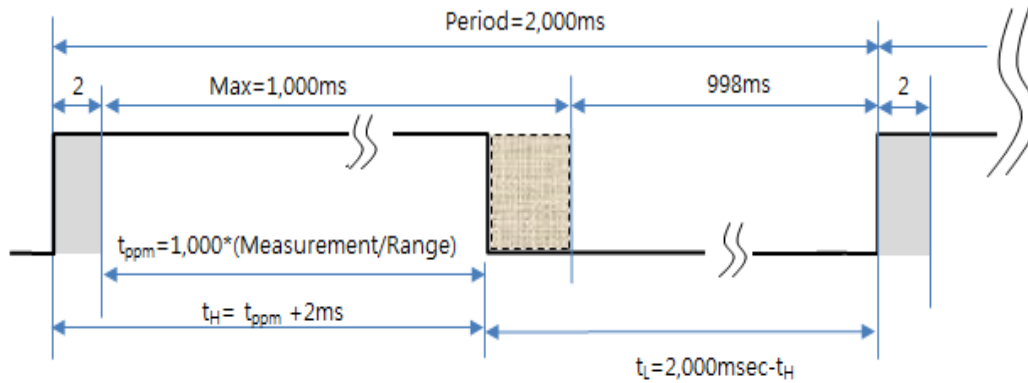 Period=2,000ms
2
Max=1,000ms
998ms
2
tppm=1,000*(Measurement/Range)
tH= tppm +2ms
tL=2,000msec-tH